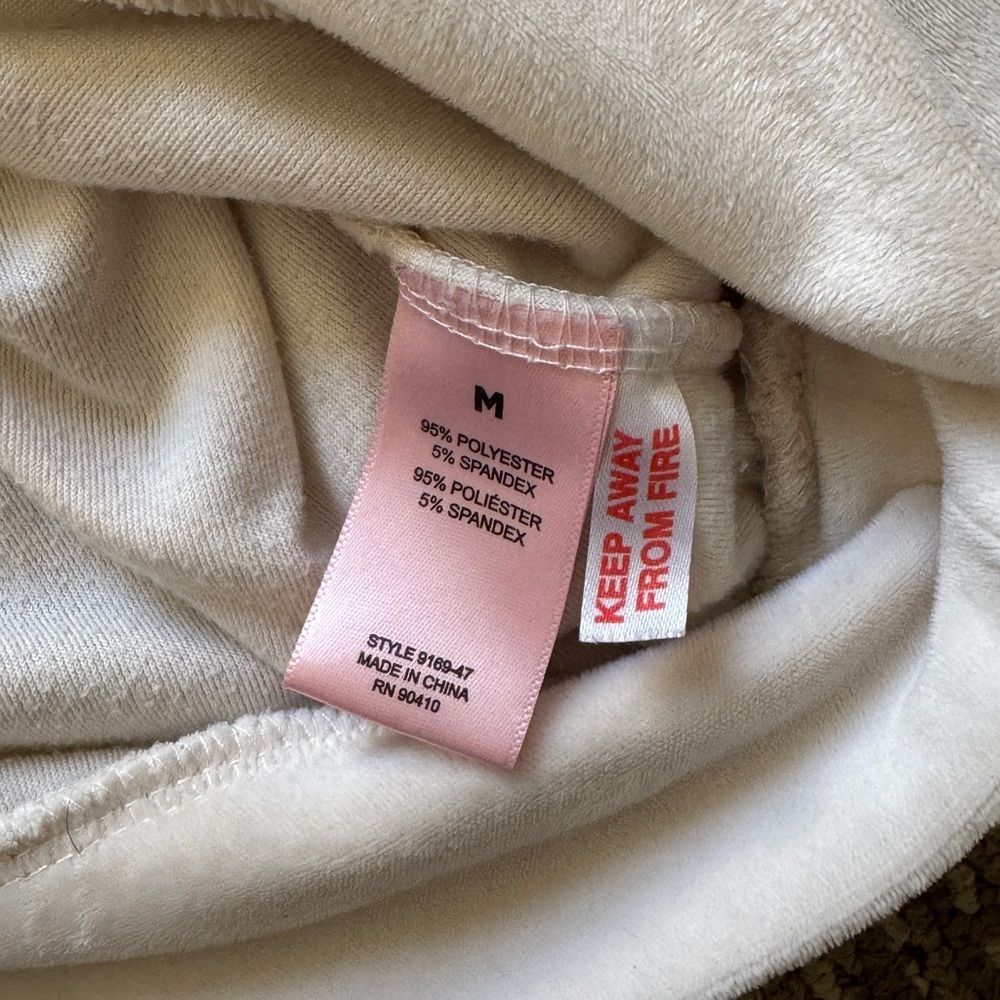 M
95% POLYESTER
5% SPANDEX
95% POLIÉSTER
5% SPANDEX
STYLE 9169-47
MADE IN CHINA
RN 90410
KEEP AWAY
FROM FIRE